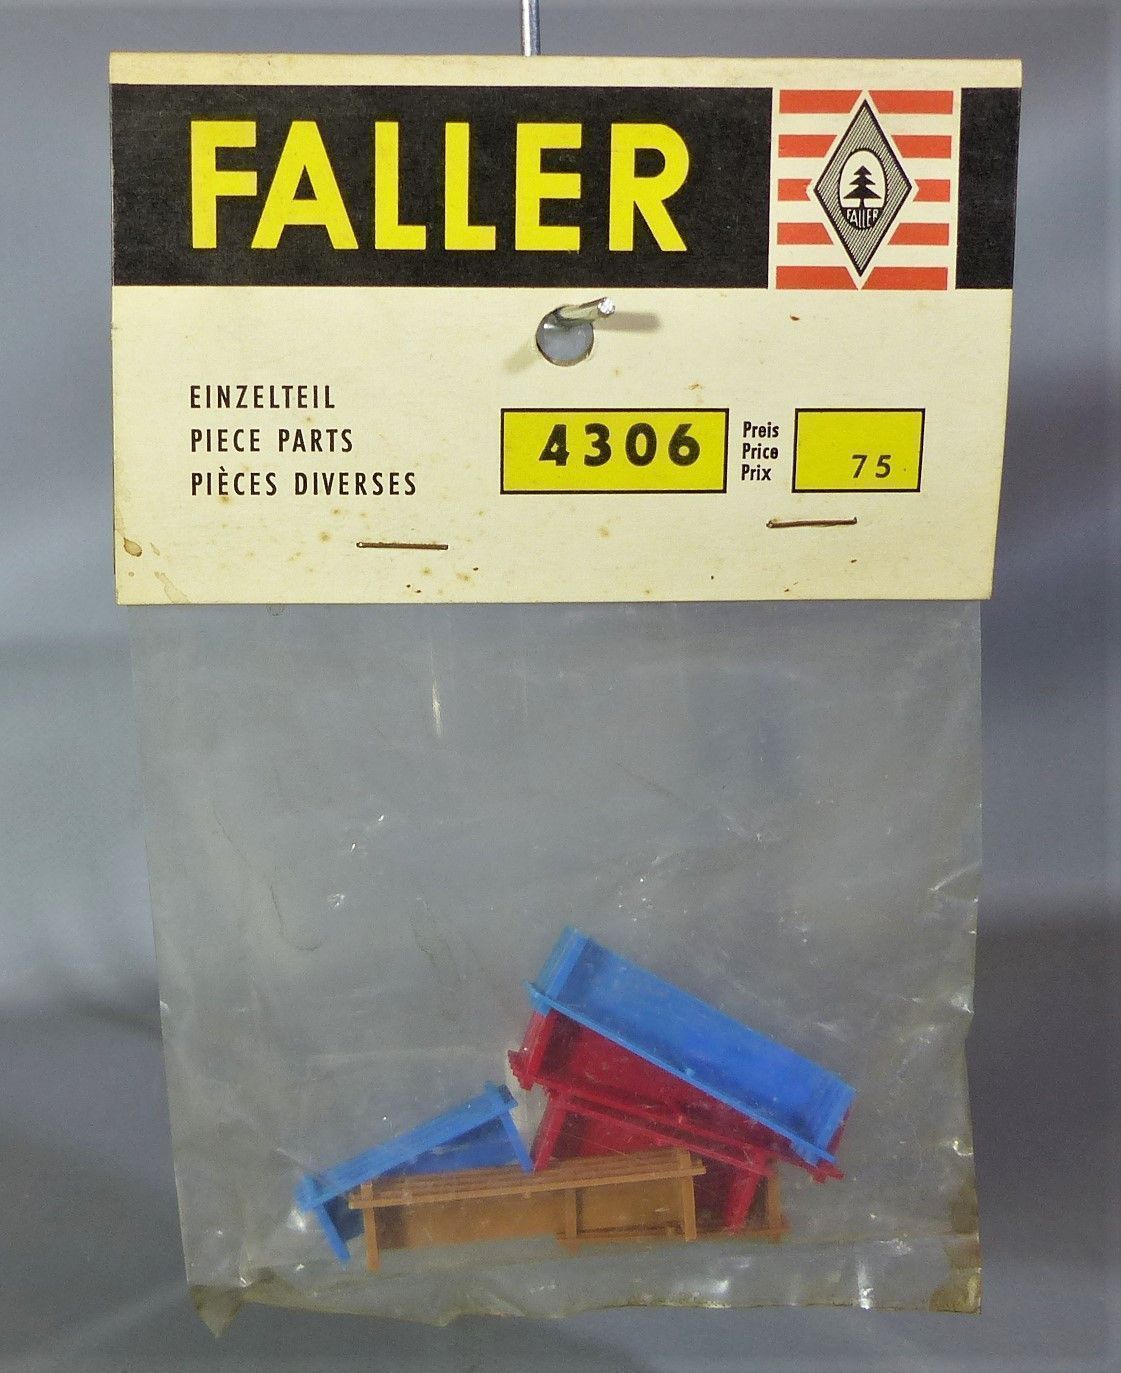 FALLER
FALLER
EINZELTEIL
PIECE PARTS
PIÈCES DIVERSES
4306
Preis
Price
Prix
75